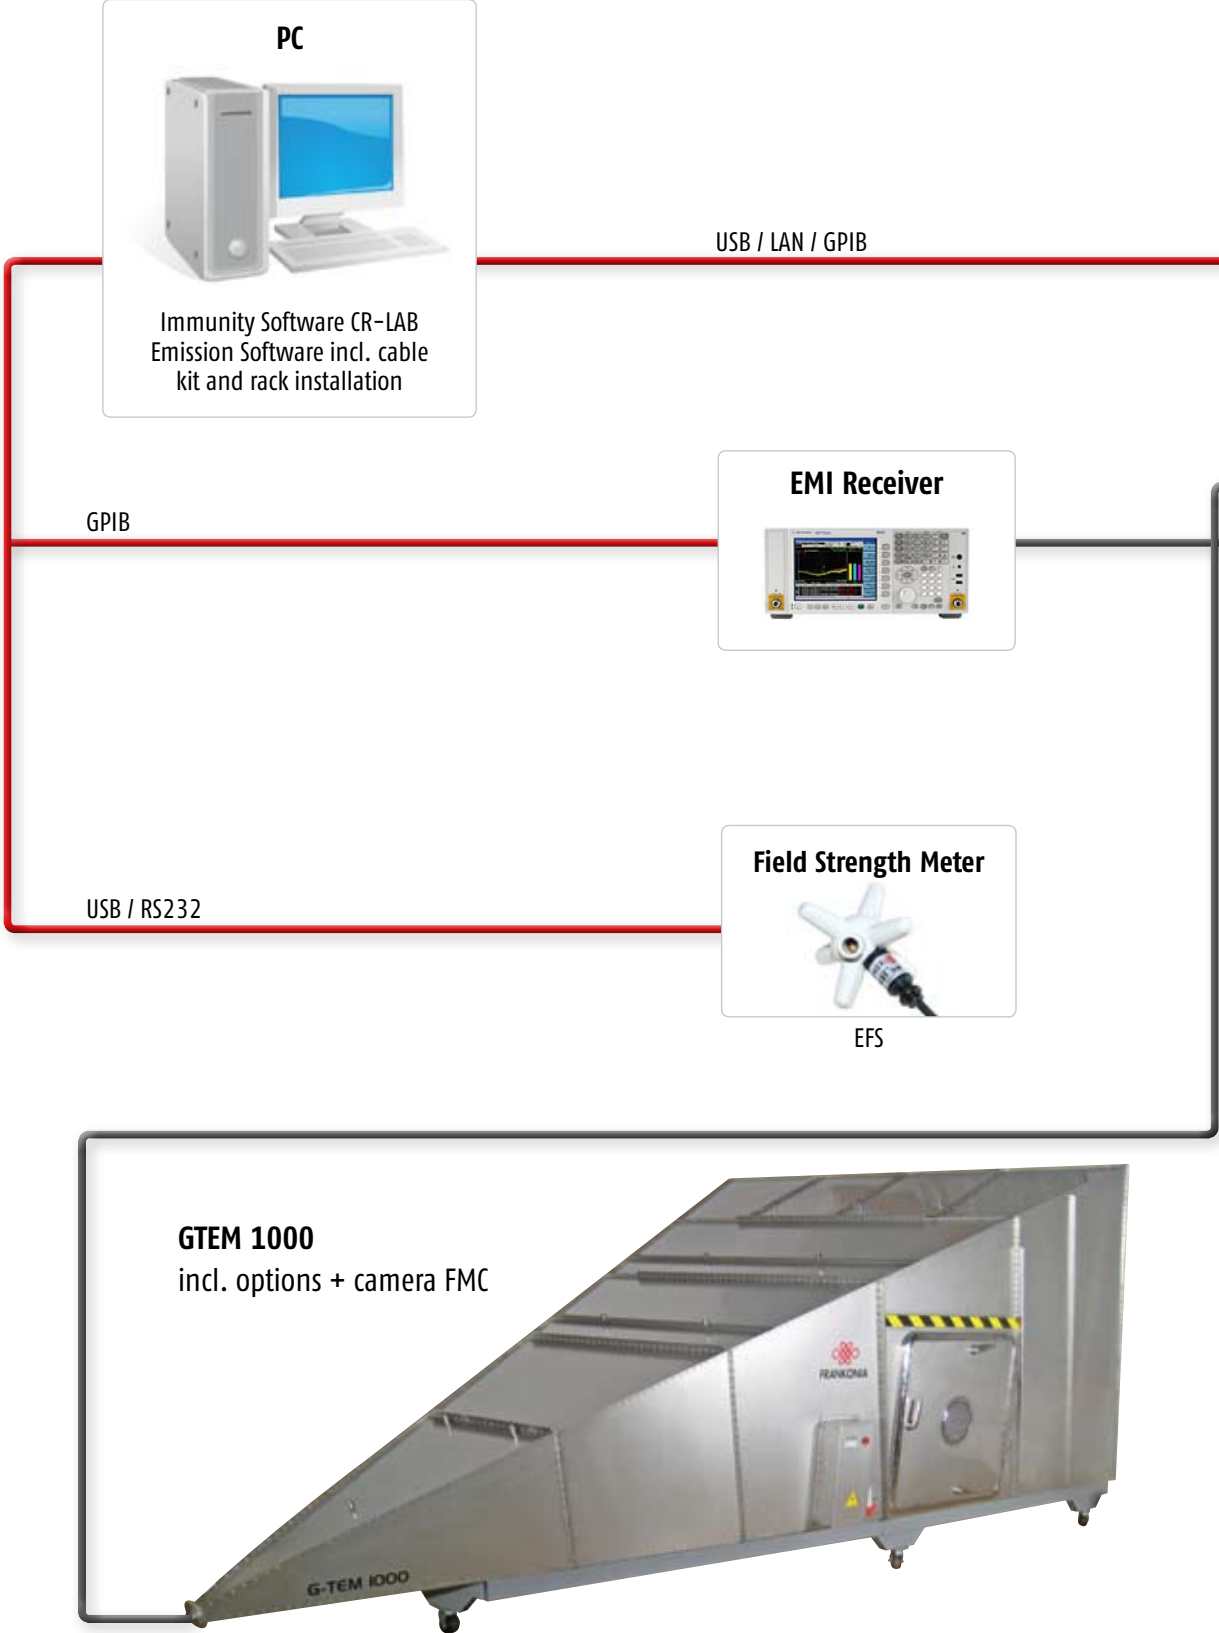 PC
USB / LAN / GPIB
Immunity Software CR-LAB
Emission Software incl. cable
kit and rack installation
EMI Receiver
GPIB
Field Strength Meter
USB / RS232
EFS
GTEM 1000
incl. options + camera FMC
FRANKONIA
G-TEM 1000